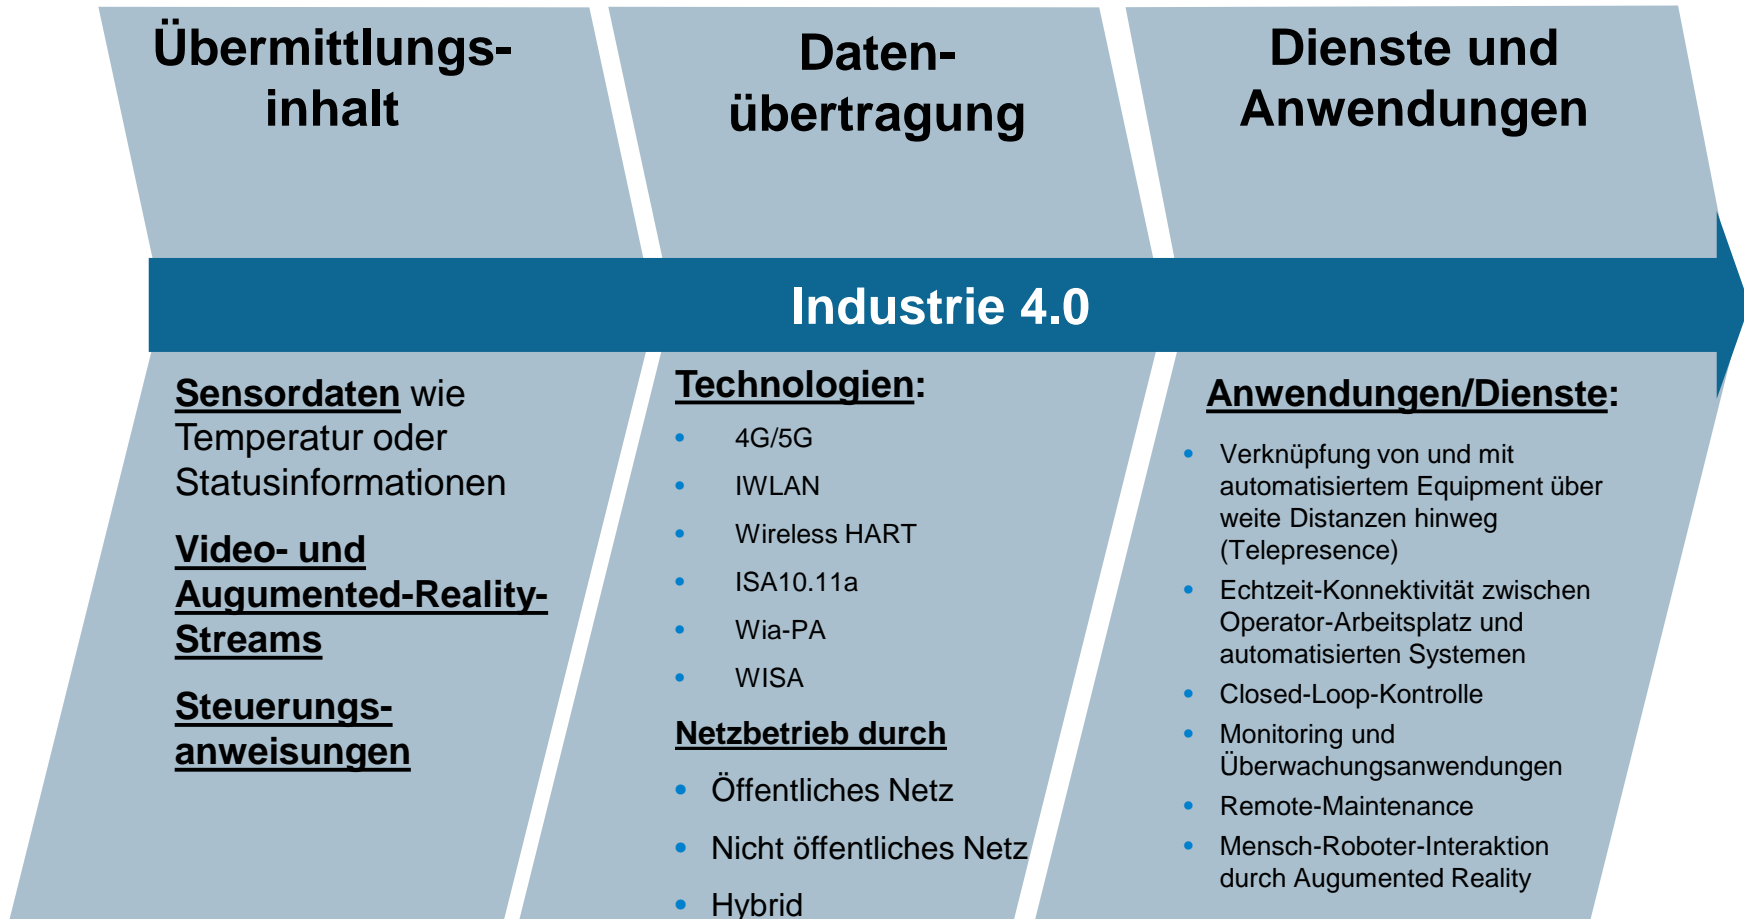 Übermittlungs-
inhalt
Daten-
übertragung
Dienste und
Anwendungen
Industrie 4.0
Sensordaten wie
Temperatur oder
Statusinformationen
Video- und
Augumented-Reality-
Streams
Steuerungs-
anweisungen
Technologien:
• 4G/5G
• IWLAN
• Wireless HART
• ISA10.11a
• Wia-PA
• WISA
Netzbetrieb durch
• Öffentliches Netz
• Nicht öffentliches Netz
• Hybrid
Anwendungen/Dienste:
• Verknüpfung von und mit
automatisiertem Equipment über
weite Distanzen hinweg
(Telepresence)
• Echtzeit-Konnektivität zwischen
Operator-Arbeitsplatz und
automatisierten Systemen
• Closed-Loop-Kontrolle
• Monitoring und
Überwachungsanwendungen
• Remote-Maintenance
• Mensch-Roboter-Interaktion
durch Augumented Reality